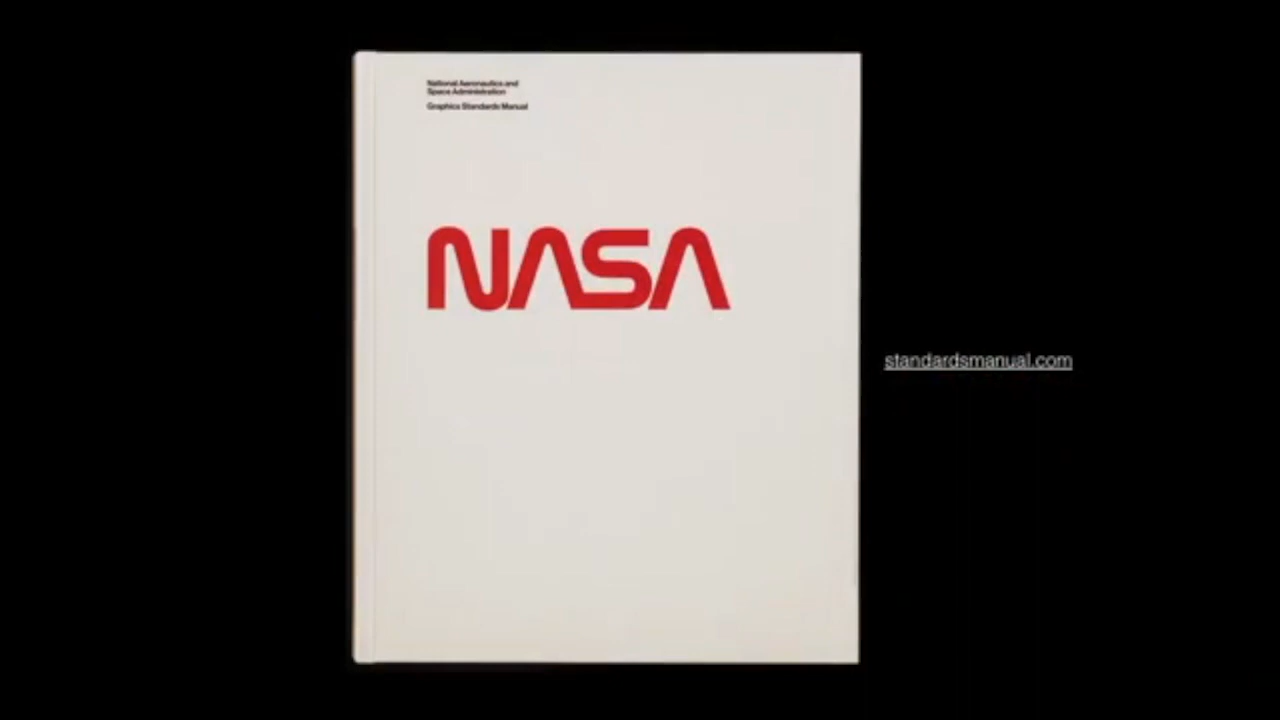 National Aeronautics and
Space Administration
Graphics Standards Manual
NASA
standardsmanual.com